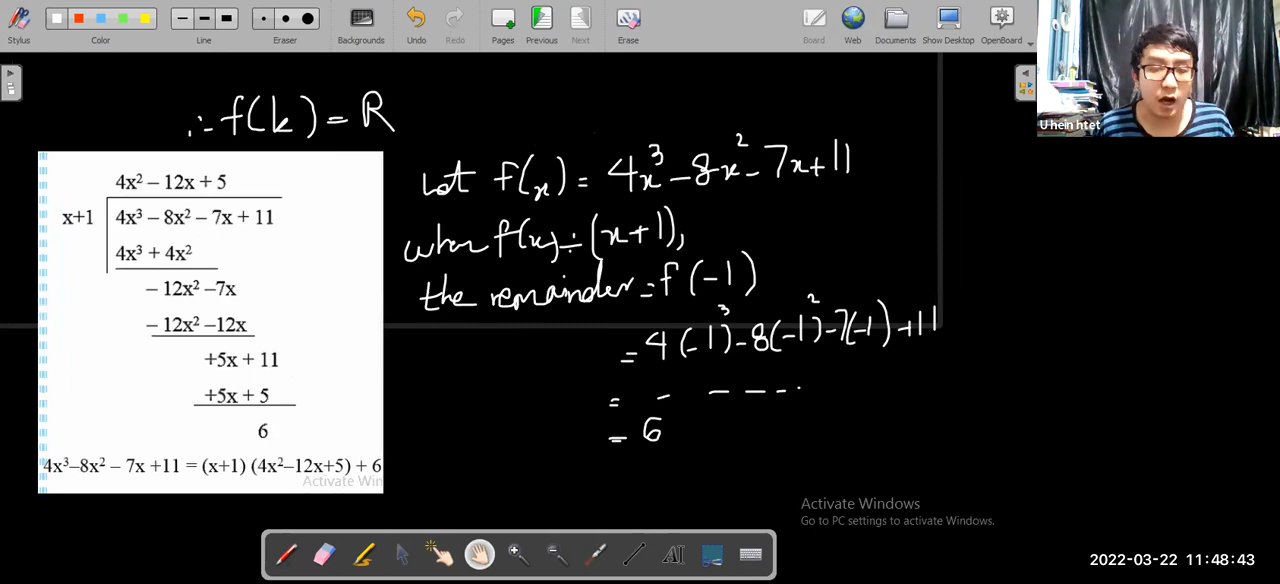 Stylus Color Line Eraser Backgrounds Undo Redo Pages Previous Next Erase Board Web Documents Show Desktop OpenBoard
U hein htet
∴ f(k) = R
4x² – 12x + 5
x+1 4x³ – 8x² – 7x + 11
4x³ + 4x²
– 12x² –7x
– 12x² –12x
+5x + 11
+5x + 5
6
4x³–8x² – 7x +11 = (x+1) (4x²–12x+5) + 6
Activate Win
Let f(x) = 4x³ – 8x² – 7x + 11
when f(x) ÷ (x+1),
the remainder = f(–1)
= 4(–1)³ – 8(–1)² – 7(–1) + 11
= - - - - -
= 6
Activate Windows
Go to PC settings to activate Windows.
AI
2022-03-22 11:48:43